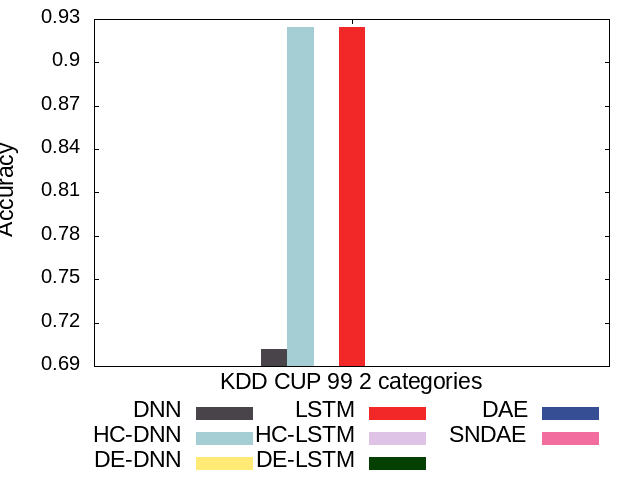 0.93
0.9
0.87
0.84
0.81
0.78
0.75
0.72
0.69
Accuracy
KDD CUP 99 2 categories
DNN LSTM DAE
HC-DNN HC-LSTM SNDAE
DE-DNN DE-LSTM